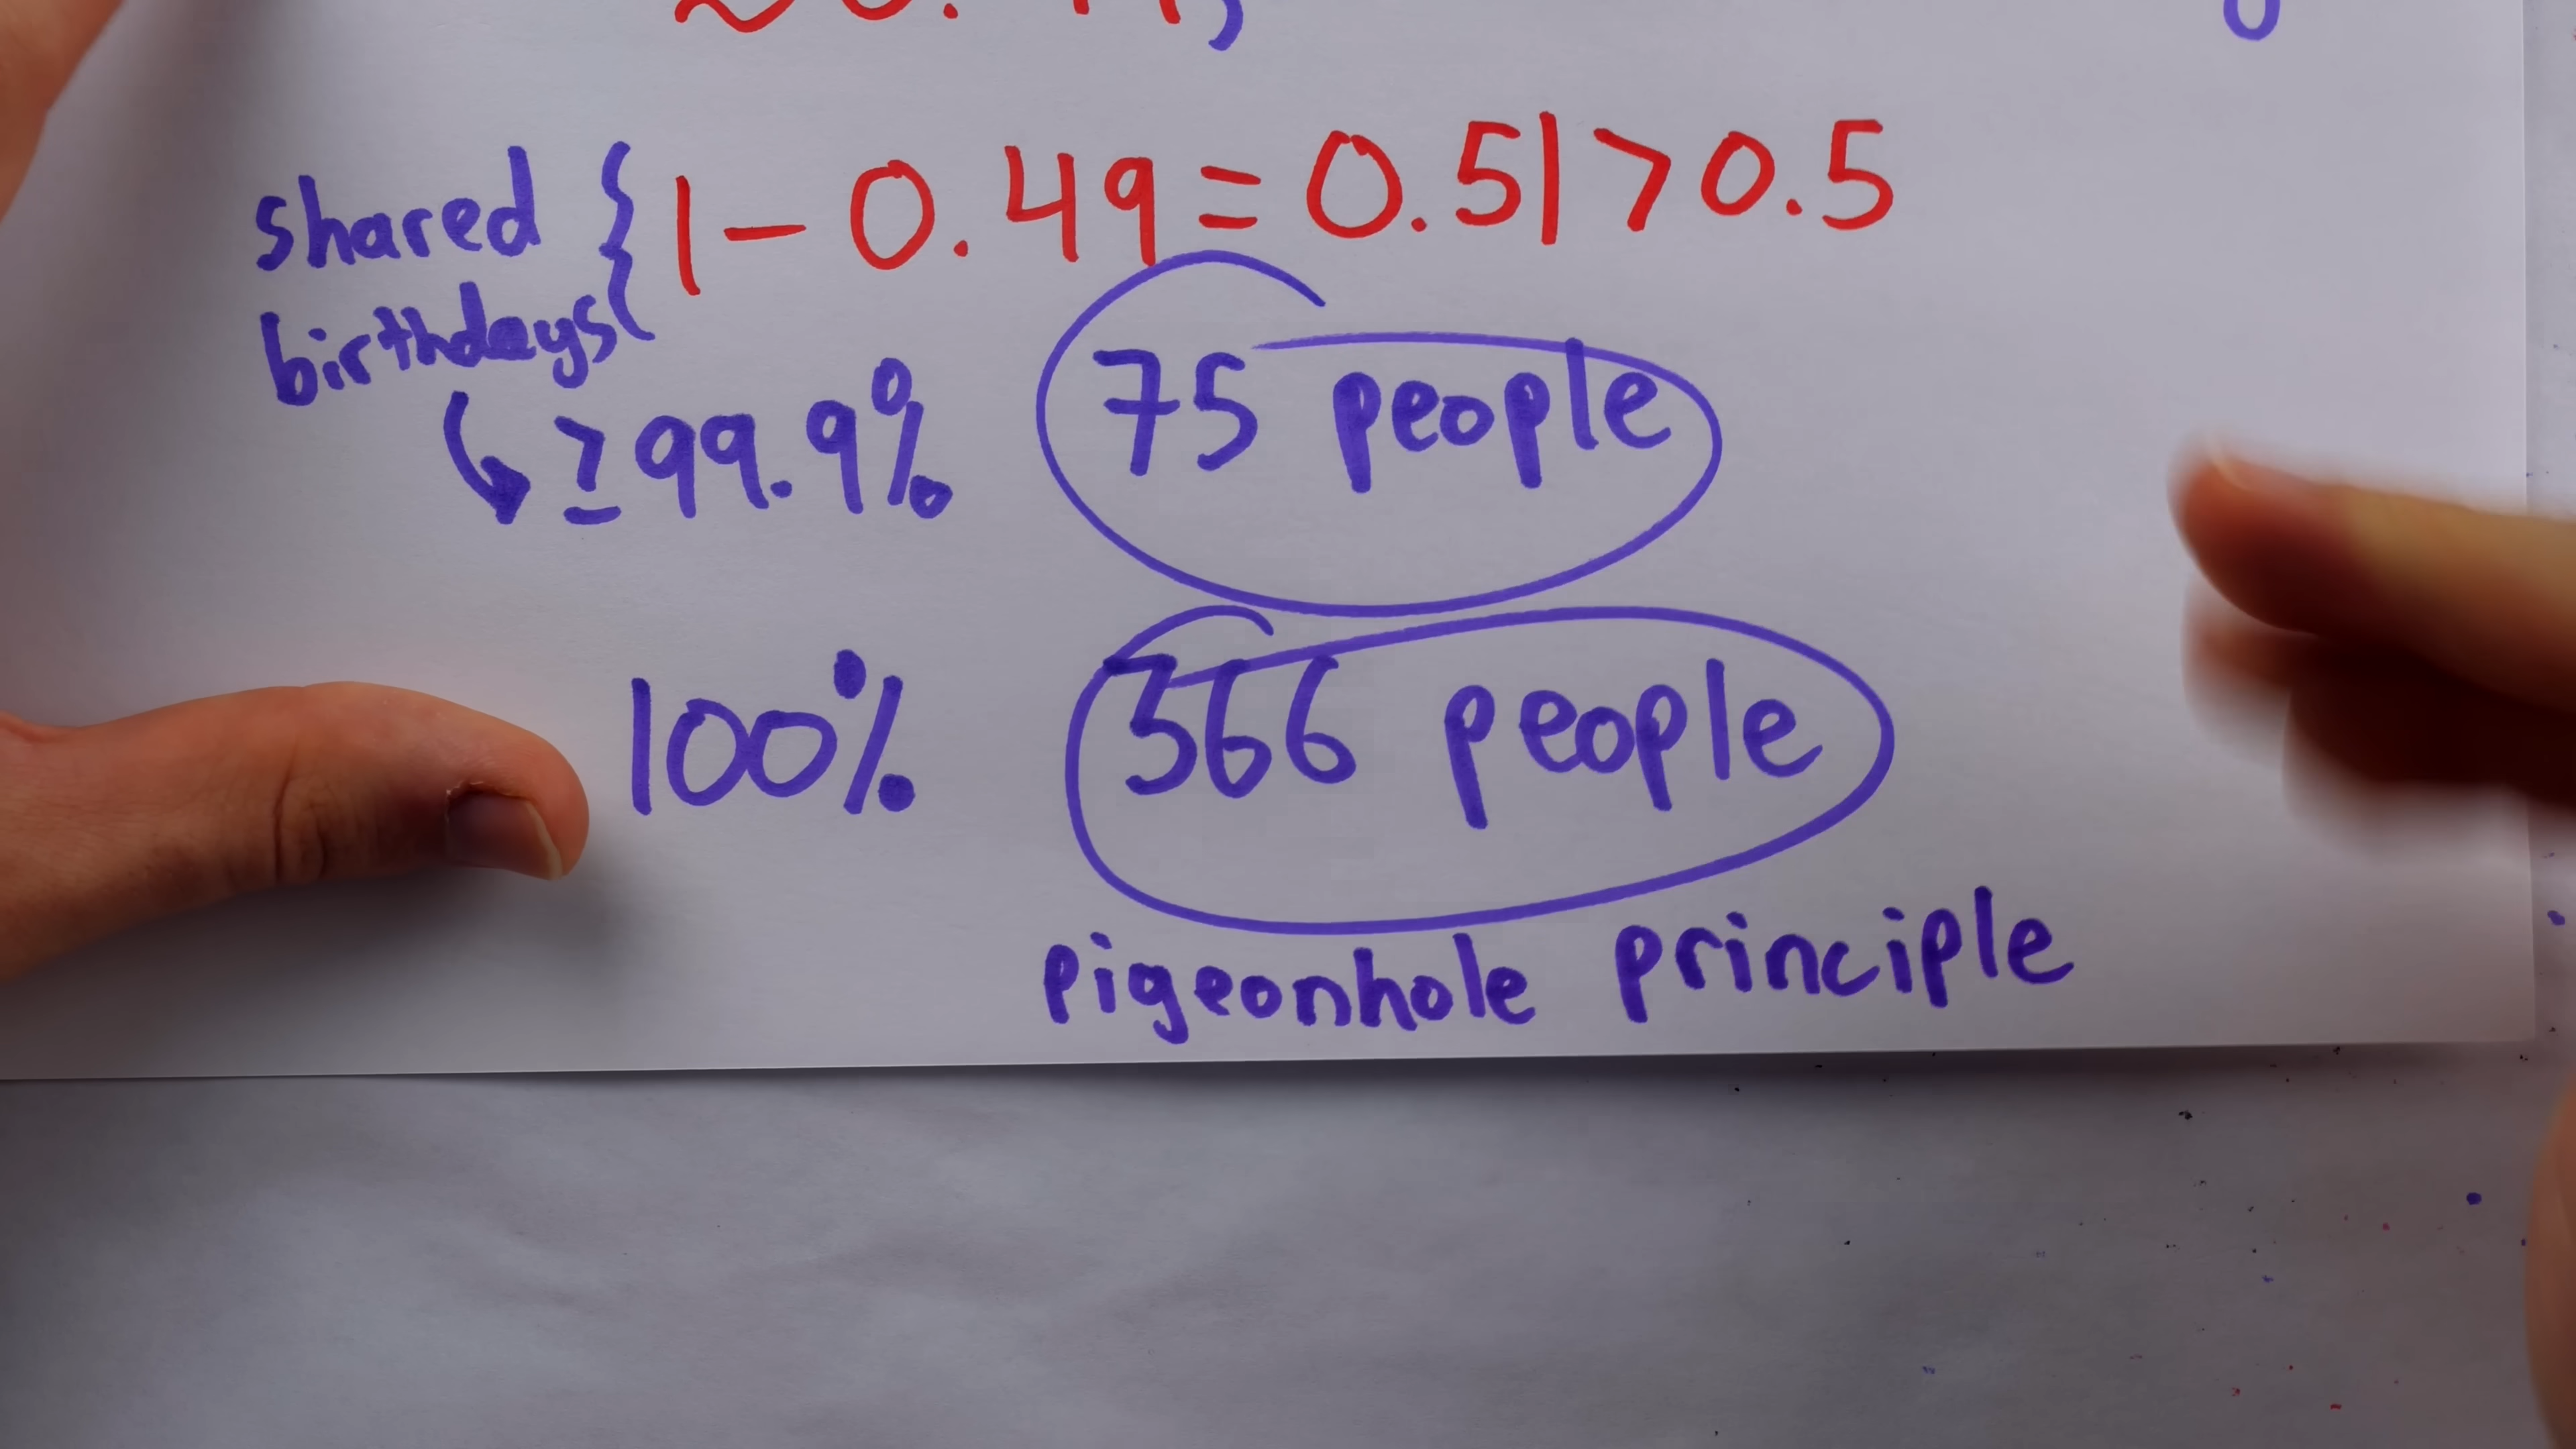 shared { 1 - 0.49 = 0.51 > 0.5
birthdays
≥ 99.9% 75 people
100% 366 people
pigeonhole principle